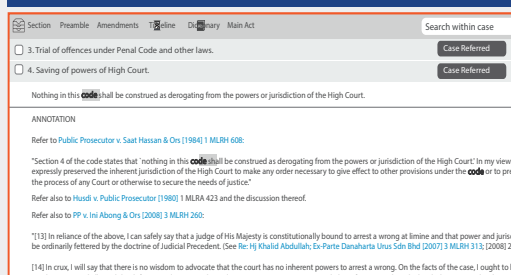 Section Preamble Amendments Timeline Dictionary Main Act Search within case
3. Trial of offences under Penal Code and other laws. Case Referred
4. Saving of powers of High Court. Case Referred
Nothing in this code shall be construed as derogating from the powers or jurisdiction of the High Court.
ANNOTATION
Refer to Public Prosecutor v. Saat Hassan & Ors [1984] 1 MLRH 608:
"Section 4 of the code states that `nothing in this code shall be construed as derogating from the powers or jurisdiction of the High Court.' In my view
expressly preserved the inherent jurisdiction of the High Court to make any order necessary to give effect to other provisions under the code or to pre
the process of any Court or otherwise to secure the needs of justice."
Refer also to Husdi v. Public Prosecutor [1980] 1 MLRA 423 and the discussion thereof.
Refer also to PP v. Ini Abong & Ors [2008] 3 MLRH 260:
"[13] In reliance of the above, I can safely say that a judge of His Majesty is constitutionally bound to arrest a wrong at limine and that power and juris
be ordinarily fettered by the doctrine of Judicial Precedent. (See Re: Hj Khalid Abdullah; Ex-Parte Danaharta Urus Sdn Bhd [2007] 3 MLRH 313; [2008] 2
[14] In crux, I will say that there is no wisdom to advocate that the court has no inherent powers to arrest a wrong. On the facts of the case, I ought to